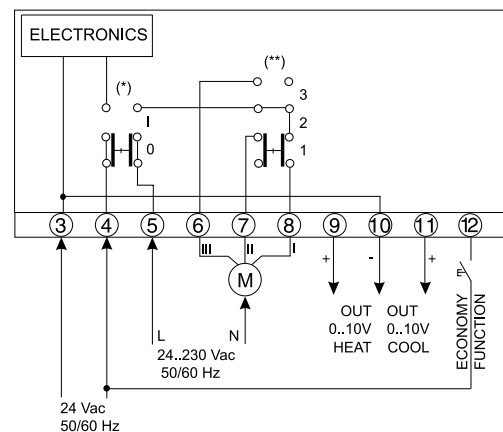 ELECTRONICS
(*)
(**)
3
I
2
0
1
3 4 5 6 7 8 9 10 11 12
III II I
+ - +
M
L
N
24..230 Vac
50/60 Hz
OUT
0..10V
HEAT
OUT
0..10V
COOL
ECONOMY
FUNCTION
24 Vac
50/60 Hz